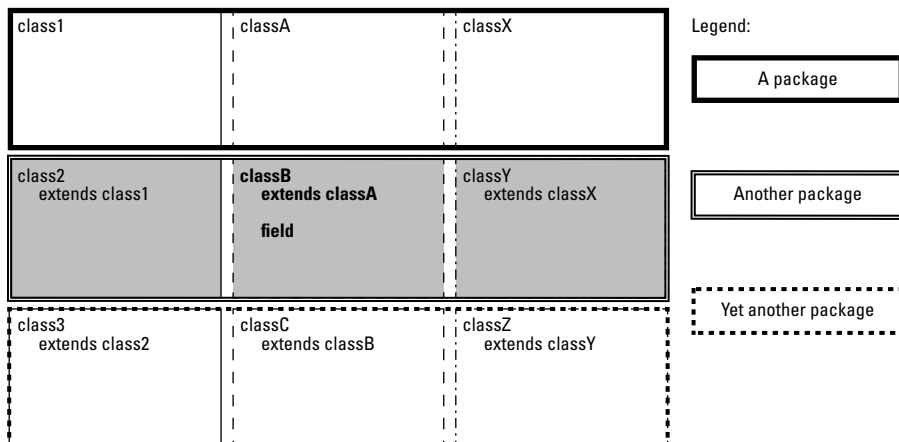 class1
classA
classX
Legend:
A package
class2
extends class1
classB
extends classA
field
classY
extends classX
Another package
class3
extends class2
classC
extends classB
classZ
extends classY
Yet another package